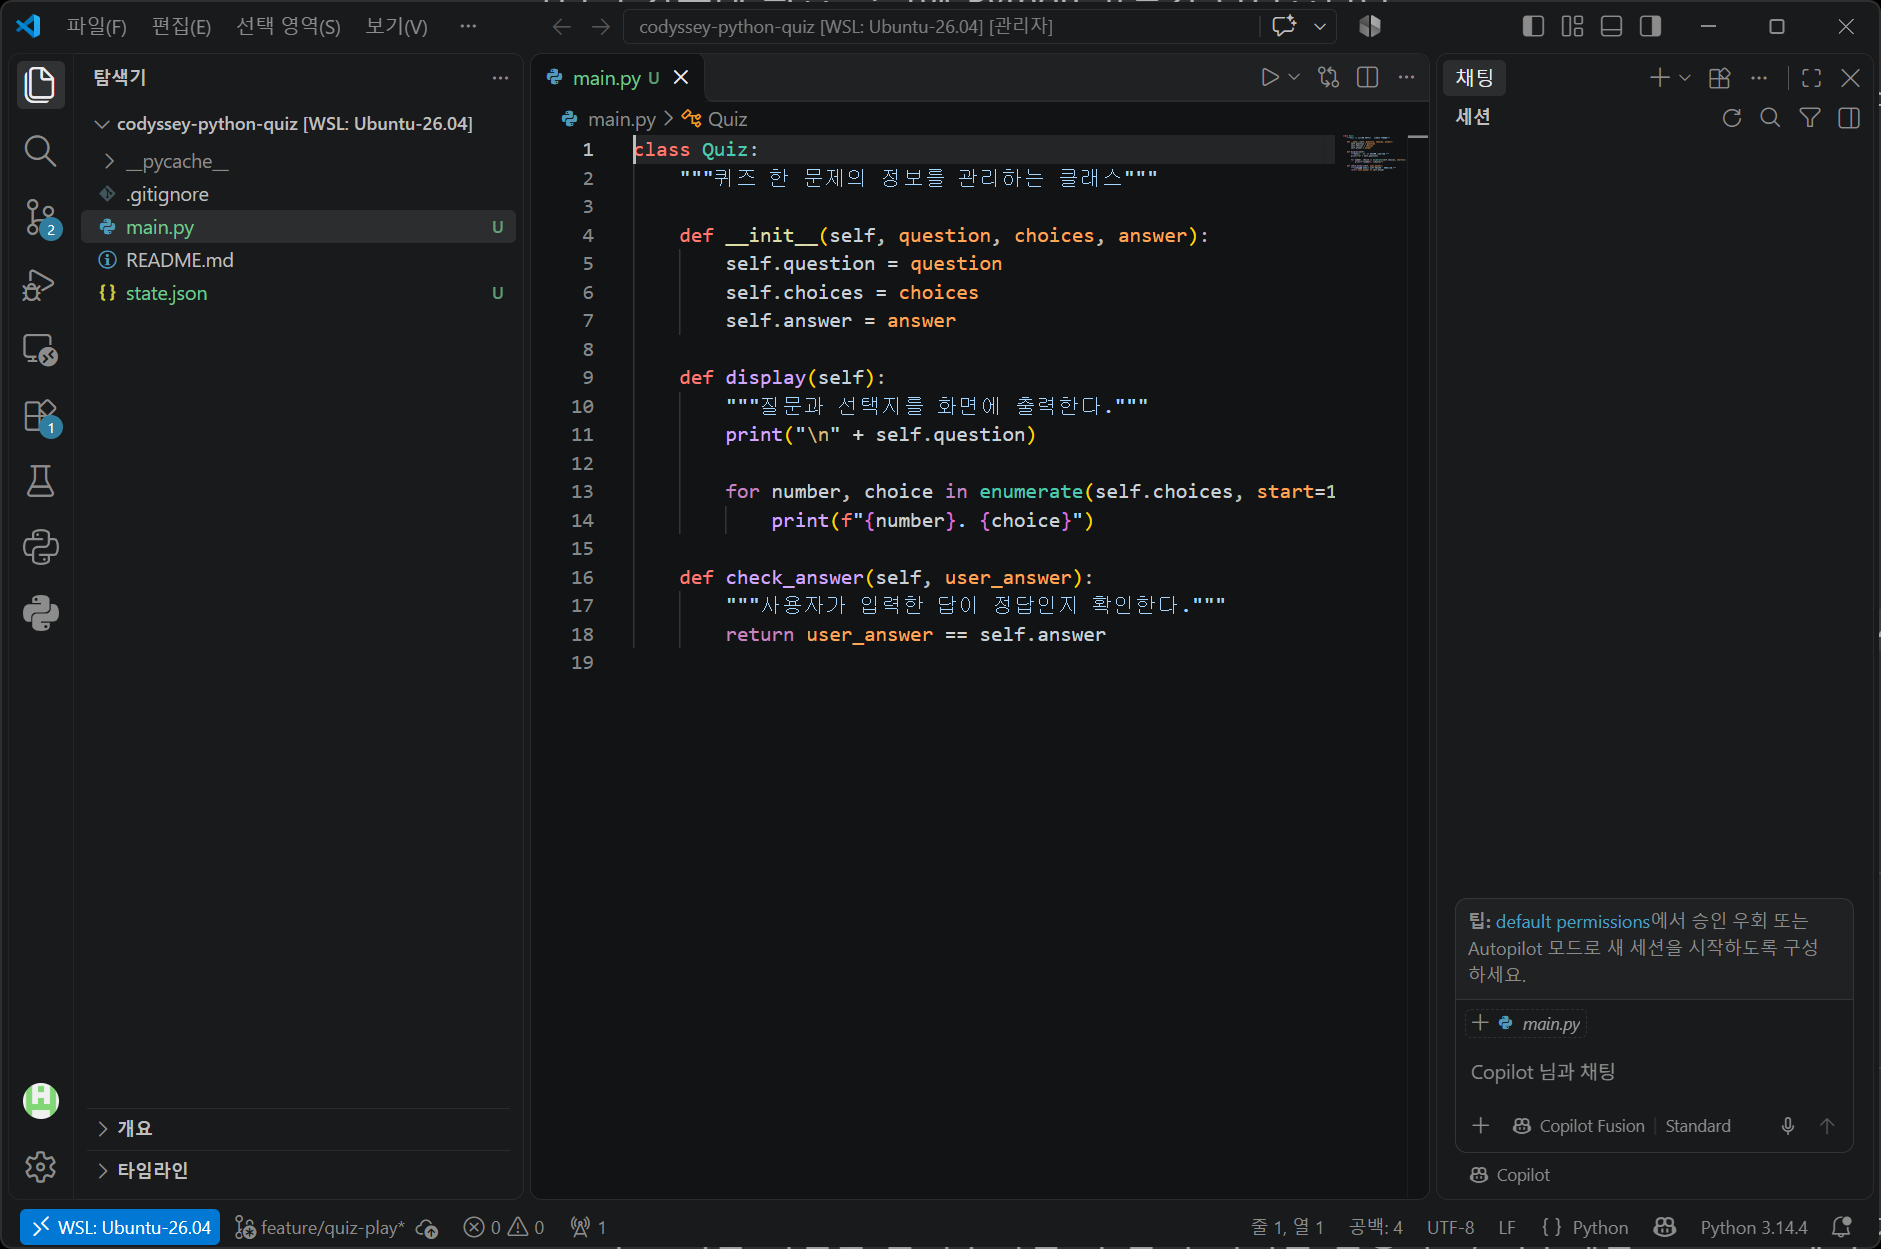 파일(F) 편집(E) 선택 영역(S) 보기(V) ··· codyssey-python-quiz [WSL: Ubuntu-26.04] [관리자]
탐색기
codyssey-python-quiz [WSL: Ubuntu-26.04]
__pycache__
.gitignore
main.py U
README.md
state.json U
2
1
개요
타임라인
main.py U
main.py > Quiz
1 class Quiz:
2 """퀴즈 한 문제의 정보를 관리하는 클래스"""
3
4 def __init__(self, question, choices, answer):
5 self.question = question
6 self.choices = choices
7 self.answer = answer
8
9 def display(self):
10 """질문과 선택지를 화면에 출력한다."""
11 print("\n" + self.question)
12
13 for number, choice in enumerate(self.choices, start=1
14 print(f"{number}. {choice}")
15
16 def check_answer(self, user_answer):
17 """사용자가 입력한 답이 정답인지 확인한다."""
18 return user_answer == self.answer
19
채팅
세션
팁: default permissions에서 승인 우회 또는
Autopilot 모드로 새 세션을 시작하도록 구성
하세요.
main.py
Copilot 님과 채팅
Copilot Fusion Standard
Copilot
WSL: Ubuntu-26.04 feature/quiz-play* 0 0 1 줄 1, 열 1 공백: 4 UTF-8 LF { } Python Python 3.14.4